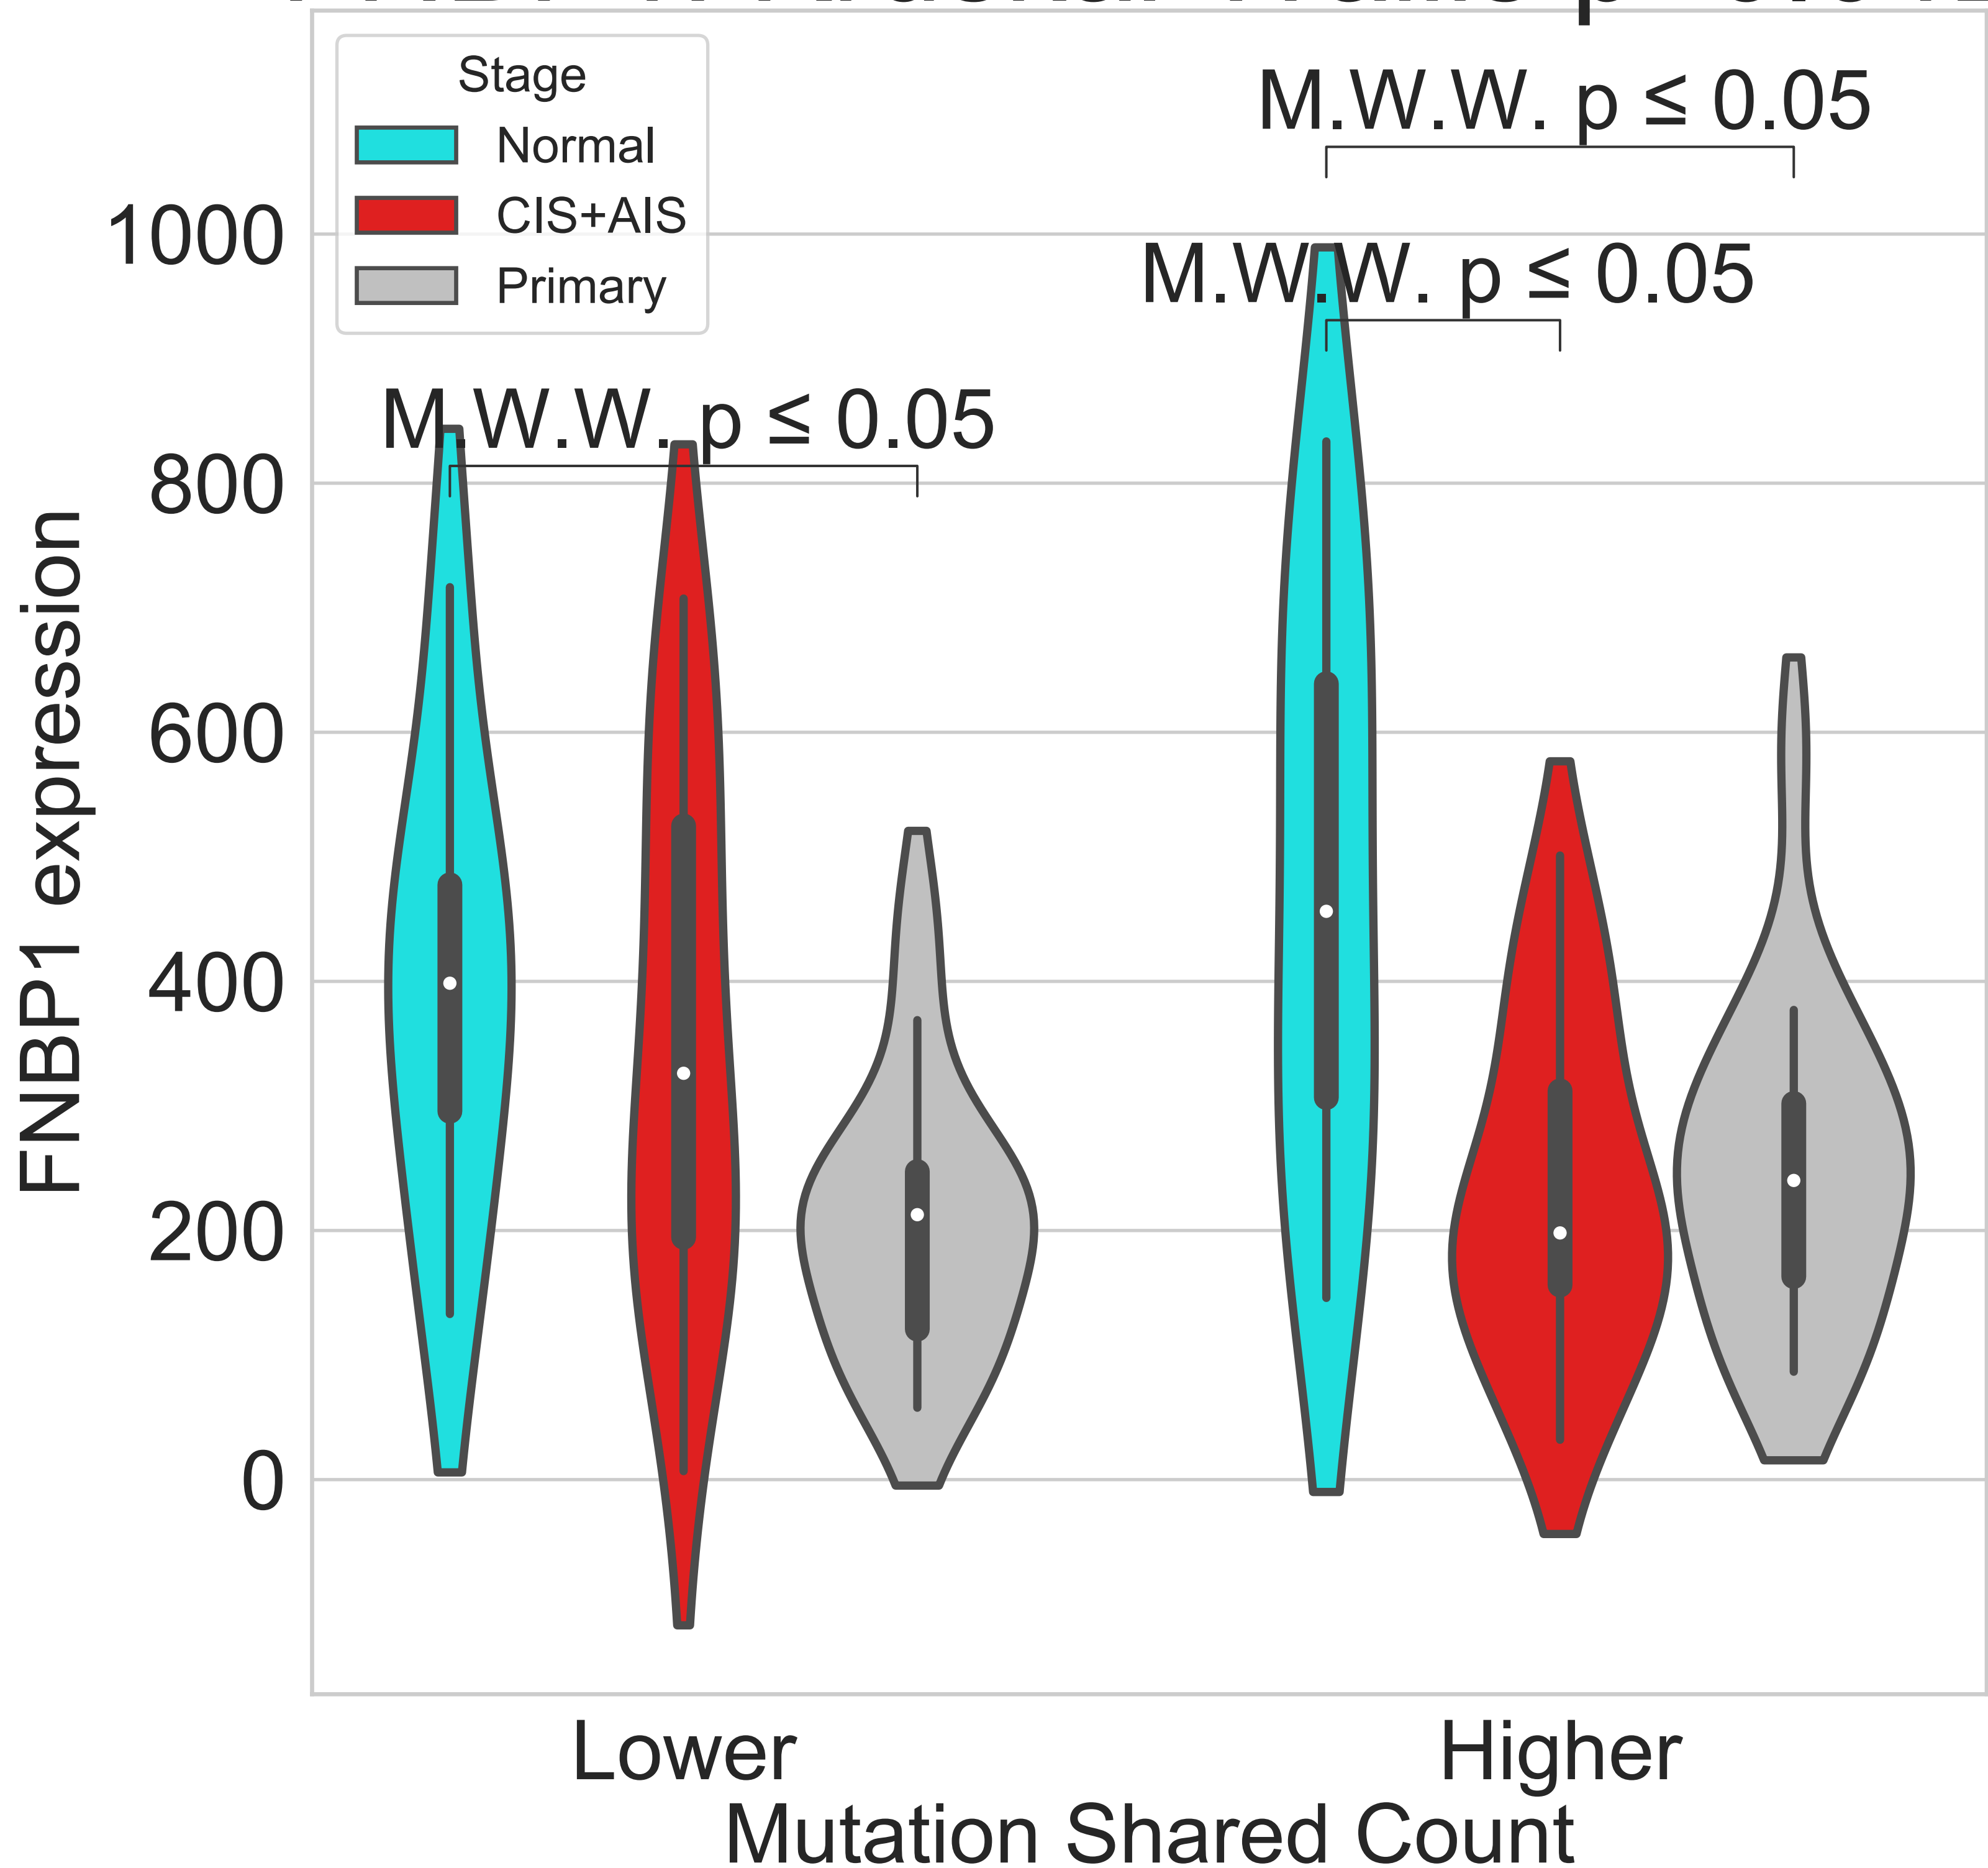 Stage
Normal
CIS+AIS
Primary
M.W.W. p ≤ 0.05
M.W.W. p ≤ 0.05
M.W.W. p ≤ 0.05
1000
800
600
400
200
0
FNBP1 expression
Lower
Higher
Mutation Shared Count